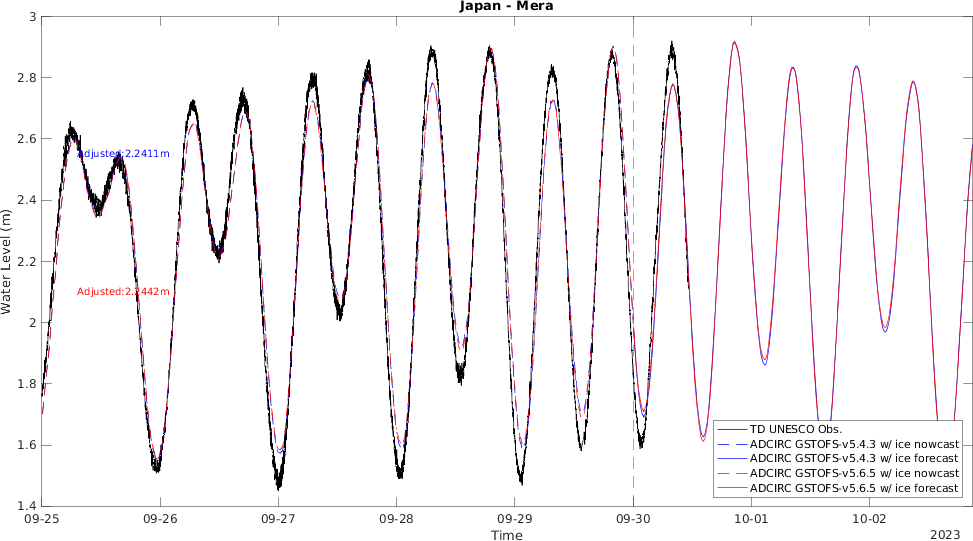 Japan - Mera
3
2.8
2.6
2.4
2.2
2
1.8
1.6
1.4
Water Level (m)
Adjusted:2.2411m
Adjusted:2.2442m
TD UNESCO Obs.
ADCIRC GSTOFS-v5.4.3 w/ ice nowcast
ADCIRC GSTOFS-v5.4.3 w/ ice forecast
ADCIRC GSTOFS-v5.6.5 w/ ice nowcast
ADCIRC GSTOFS-v5.6.5 w/ ice forecast
09-25 09-26 09-27 09-28 09-29 09-30 10-01 10-02
Time
2023